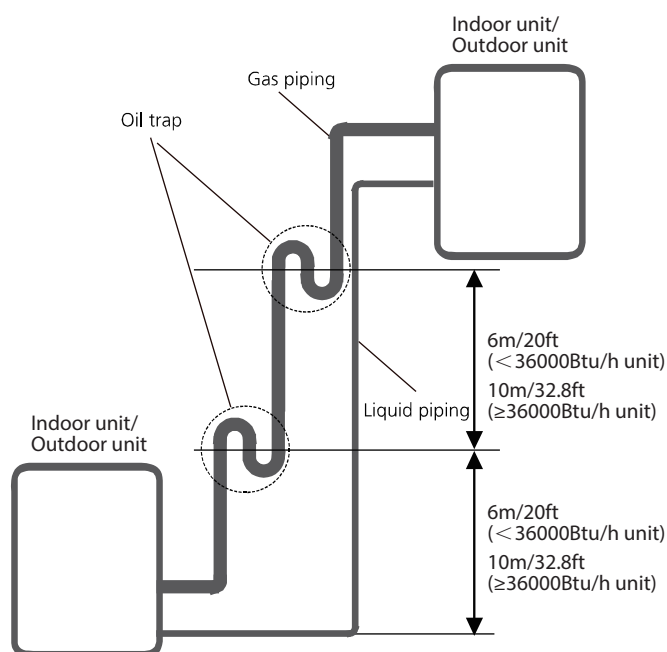 Indoor unit/
Outdoor unit
Gas piping
Oil trap
6m/20ft
(＜36000Btu/h unit)
10m/32.8ft
(≥36000Btu/h unit)
Liquid piping
Indoor unit/
Outdoor unit
6m/20ft
(＜36000Btu/h unit)
10m/32.8ft
(≥36000Btu/h unit)